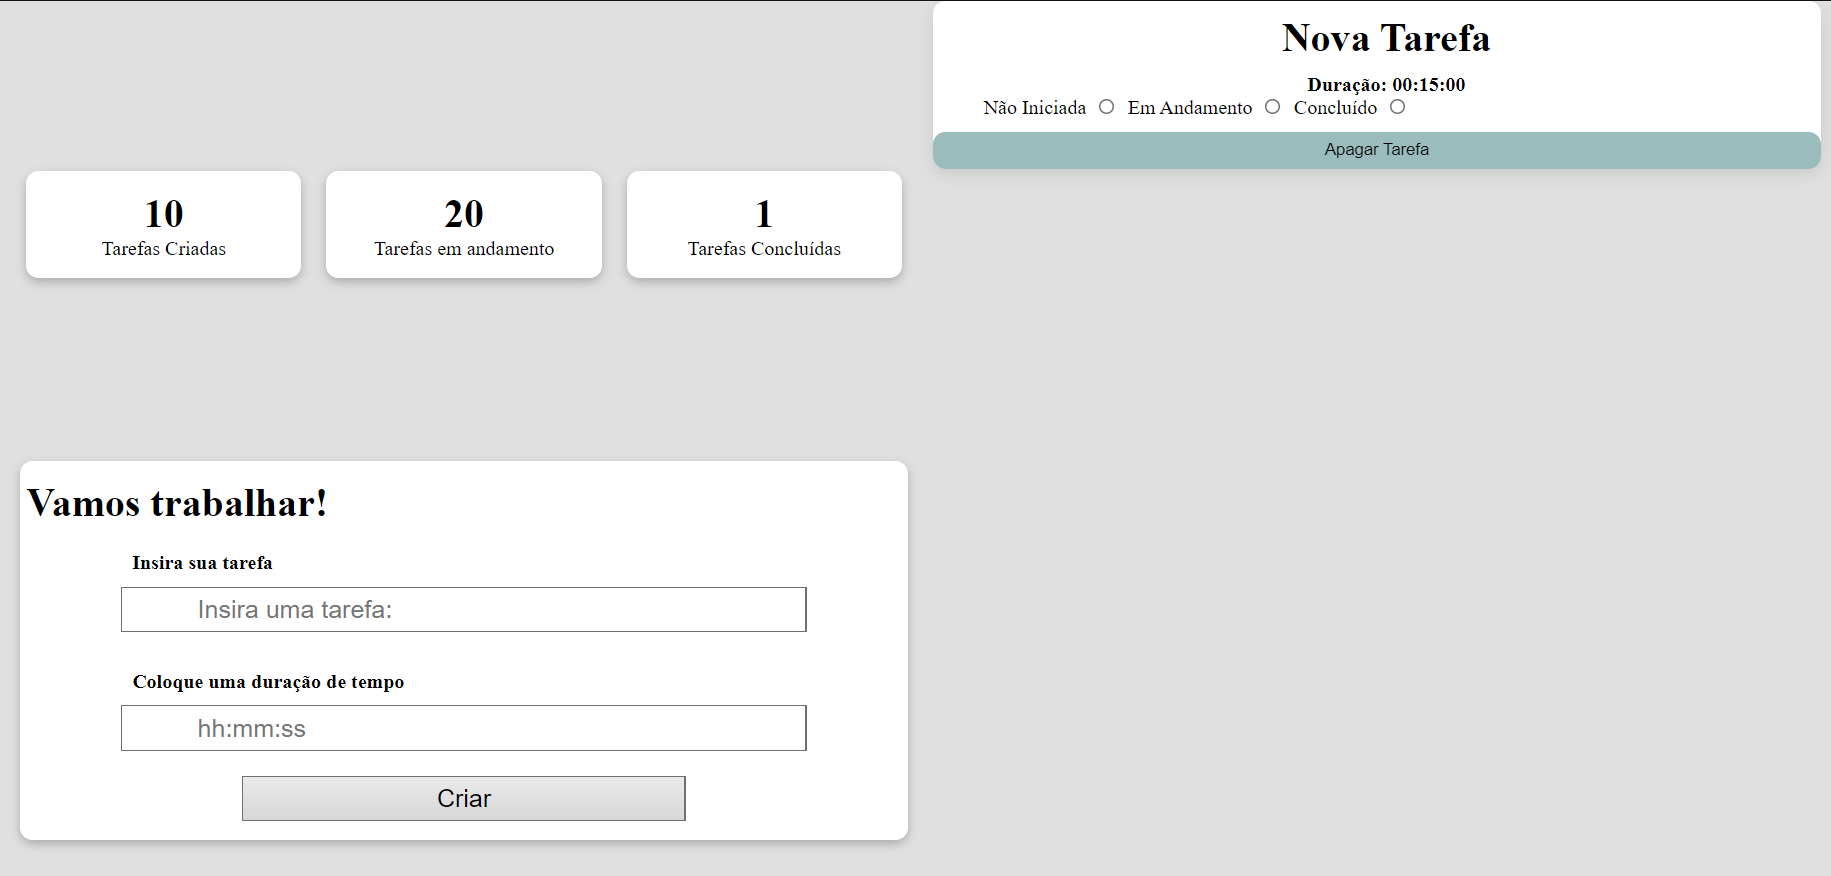 10
Tarefas Criadas
20
Tarefas em andamento
1
Tarefas Concluídas
Vamos trabalhar!
Insira sua tarefa
Insira uma tarefa:
Coloque uma duração de tempo
hh:mm:ss
Criar
Nova Tarefa
Duração: 00:15:00
Não Iniciada Em Andamento Concluído
Apagar Tarefa